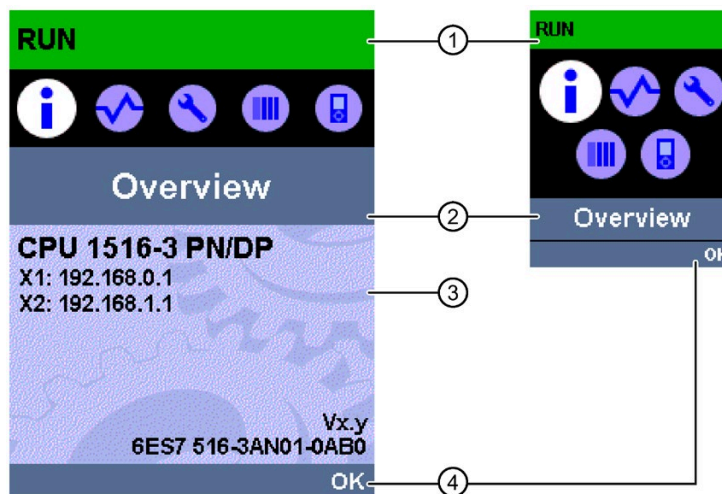 RUN
Overview
CPU 1516-3 PN/DP
X1: 192.168.0.1
X2: 192.168.1.1
Vx.y
6ES7 516-3AN01-0AB0
OK
1
2
3
4
RUN
Overview
OK